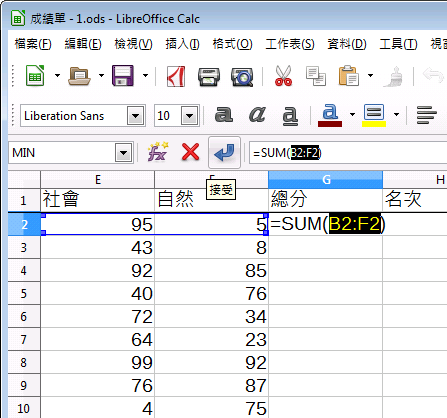 成績單 - 1.ods - LibreOffice Calc
檔案(F) 編輯(E) 檢視(V) 插入(I) 格式(O) 工作表(S) 資料(D) 工具(T)
Liberation Sans 10 a a a a
MIN =SUM(B2:F2)
接受
E F G H
1 社會 自然 總分 名次
2 95 5 =SUM(B2:F2)
3 43 8
4 92 85
5 40 76
6 72 34
7 64 23
8 99 92
9 76 87
10 4 75